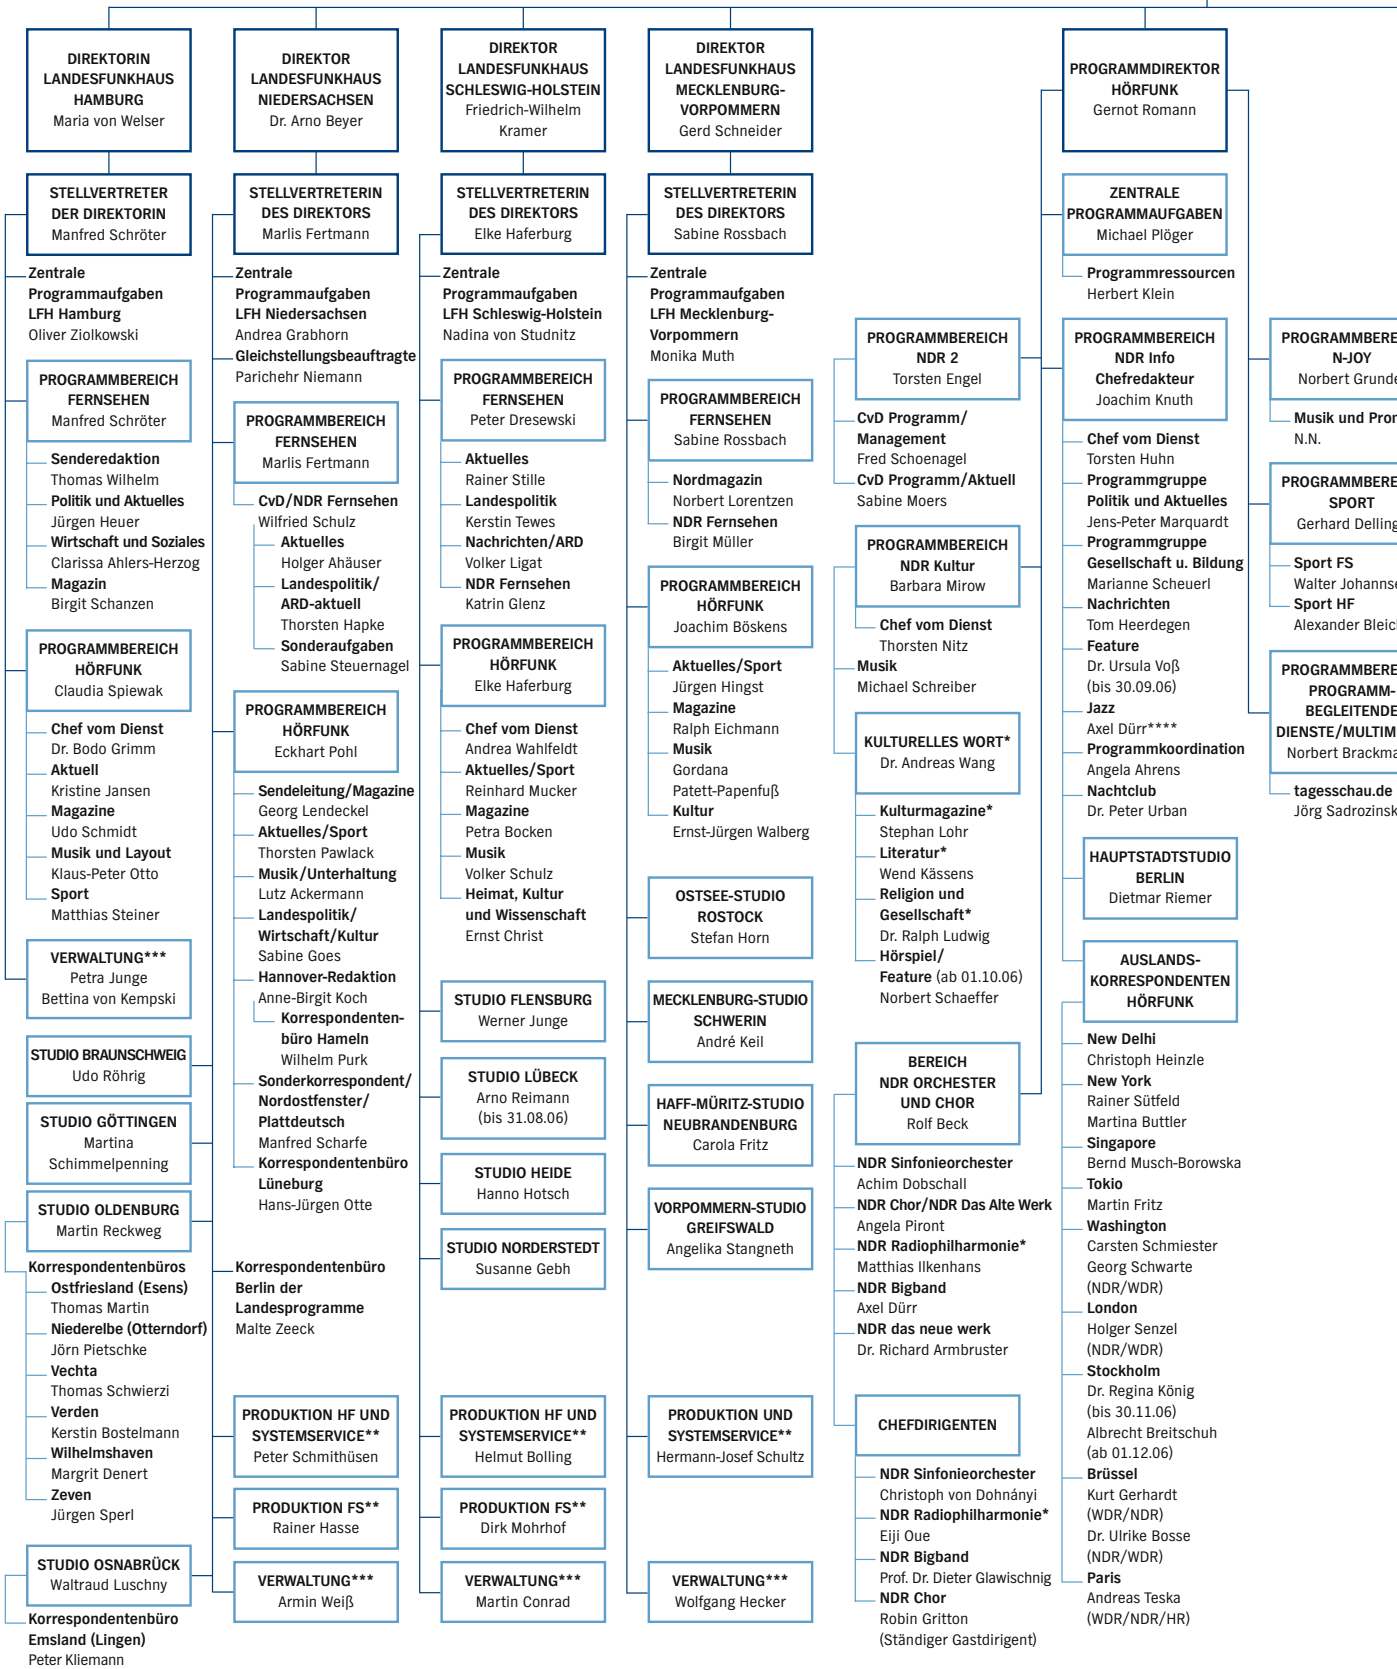 DIREKTORIN
LANDESFUNKHAUS
HAMBURG
Maria von Welser
STELLVERTRETER
DER DIREKTORIN
Manfred Schröter
Zentrale
Programmaufgaben
LFH Hamburg
Oliver Ziolkowski
PROGRAMMBEREICH
FERNSEHEN
Manfred Schröter
Senderedaktion
Thomas Wilhelm
Politik und Aktuelles
Jürgen Heuer
Wirtschaft und Soziales
Clarissa Ahlers-Herzog
Magazin
Birgit Schanzen
PROGRAMMBEREICH
HÖRFUNK
Claudia Spiewak
Chef vom Dienst
Dr. Bodo Grimm
Aktuell
Kristine Jansen
Magazine
Udo Schmidt
Musik und Layout
Klaus-Peter Otto
Sport
Matthias Steiner
VERWALTUNG***
Petra Junge
Bettina von Kempski
STUDIO BRAUNSCHWEIG
Udo Röhrig
STUDIO GÖTTINGEN
Martina
Schimmelpenning
STUDIO OLDENBURG
Martin Reckweg
Korrespondentenbüros
Ostfriesland (Esens)
Thomas Martin
Niederelbe (Otterndorf)
Jörn Pietschke
Vechta
Thomas Schwierzi
Verden
Kerstin Bostelmann
Wilhelmshaven
Margrit Denert
Zeven
Jürgen Sperl
STUDIO OSNABRÜCK
Waltraud Luschny
Korrespondentenbüro
Emsland (Lingen)
Peter Kliemann
DIREKTOR
LANDESFUNKHAUS
NIEDERSACHSEN
Dr. Arno Beyer
STELLVERTRETERIN
DES DIREKTORS
Marlis Fertmann
Zentrale
Programmaufgaben
LFH Niedersachsen
Andrea Grabhorn
Gleichstellungsbeauftragte
Parichehr Niemann
PROGRAMMBEREICH
FERNSEHEN
Marlis Fertmann
CvD/NDR Fernsehen
Wilfried Schulz
Aktuelles
Holger Ahäuser
Landespolitik/
ARD-aktuell
Thorsten Hapke
Sonderaufgaben
Sabine Steuernagel
PROGRAMMBEREICH
HÖRFUNK
Eckhart Pohl
Sendeleitung/Magazine
Georg Lendeckel
Aktuelles/Sport
Thorsten Pawlack
Musik/Unterhaltung
Lutz Ackermann
Landespolitik/
Wirtschaft/Kultur
Sabine Goes
Hannover-Redaktion
Anne-Birgit Koch
Korrespondenten-
büro Hameln
Wilhelm Purk
Sonderkorrespondent/
Nordostfenster/
Plattdeutsch
Manfred Scharfe
Korrespondentenbüro
Lüneburg
Hans-Jürgen Otte
Korrespondentenbüro
Berlin der
Landesprogramme
Malte Zeeck
PRODUKTION HF UND
SYSTEMSERVICE**
Peter Schmithüsen
PRODUKTION FS**
Rainer Hasse
VERWALTUNG***
Armin Weiß
DIREKTOR
LANDESFUNKHAUS
SCHLESWIG-HOLSTEIN
Friedrich-Wilhelm
Kramer
STELLVERTRETERIN
DES DIREKTORS
Elke Haferburg
Zentrale
Programmaufgaben
LFH Schleswig-Holstein
Nadina von Studnitz
PROGRAMMBEREICH
FERNSEHEN
Peter Dresewski
Aktuelles
Rainer Stille
Landespolitik
Kerstin Tewes
Nachrichten/ARD
Volker Ligat
NDR Fernsehen
Katrin Glenz
PROGRAMMBEREICH
HÖRFUNK
Elke Haferburg
Chef vom Dienst
Andrea Wahlfeldt
Aktuelles/Sport
Reinhard Mucker
Magazine
Petra Bocken
Musik
Volker Schulz
Heimat, Kultur
und Wissenschaft
Ernst Christ
STUDIO FLENSBURG
Werner Junge
STUDIO LÜBECK
Arno Reimann
(bis 31.08.06)
STUDIO HEIDE
Hanno Hotsch
STUDIO NORDERSTEDT
Susanne Gebh
PRODUKTION HF UND
SYSTEMSERVICE**
Helmut Bolling
PRODUKTION FS**
Dirk Mohrhof
VERWALTUNG***
Martin Conrad
DIREKTOR
LANDESFUNKHAUS
MECKLENBURG-
VORPOMMERN
Gerd Schneider
STELLVERTRETERIN
DES DIREKTORS
Sabine Rossbach
Zentrale
Programmaufgaben
LFH Mecklenburg-
Vorpommern
Monika Muth
PROGRAMMBEREICH
FERNSEHEN
Sabine Rossbach
Nordmagazin
Norbert Lorentzen
NDR Fernsehen
Birgit Müller
PROGRAMMBEREICH
HÖRFUNK
Joachim Böskens
Aktuelles/Sport
Jürgen Hingst
Magazine
Ralph Eichmann
Musik
Gordana
Patett-Papenfuß
Kultur
Ernst-Jürgen Walberg
OSTSEE-STUDIO
ROSTOCK
Stefan Horn
MECKLENBURG-STUDIO
SCHWERIN
André Keil
HAFF-MÜRITZ-STUDIO
NEUBRANDENBURG
Carola Fritz
VORPOMMERN-STUDIO
GREIFSWALD
Angelika Stangneth
PRODUKTION UND
SYSTEMSERVICE**
Hermann-Josef Schultz
VERWALTUNG***
Wolfgang Hecker
PROGRAMMDIREKTOR
HÖRFUNK
Gernot Romann
ZENTRALE
PROGRAMMAUFGABEN
Michael Plöger
Programmressourcen
Herbert Klein
PROGRAMMBEREICH
NDR 2
Torsten Engel
CvD Programm/
Management
Fred Schoenagel
CvD Programm/Aktuell
Sabine Moers
PROGRAMMBEREICH
NDR Kultur
Barbara Mirow
Chef vom Dienst
Thorsten Nitz
Musik
Michael Schreiber
KULTURELLES WORT*
Dr. Andreas Wang
Kulturmagazine*
Stephan Lohr
Literatur*
Wend Kässens
Religion und
Gesellschaft*
Dr. Ralph Ludwig
Hörspiel/
Feature (ab 01.10.06)
Norbert Schaeffer
BEREICH
NDR ORCHESTER
UND CHOR
Rolf Beck
NDR Sinfonieorchester
Achim Dobschall
NDR Chor/NDR Das Alte Werk
Angela Piront
NDR Radiophilharmonie*
Matthias Ilkenhans
NDR Bigband
Axel Dürr
NDR das neue werk
Dr. Richard Armbruster
CHEFDIRIGENTEN
NDR Sinfonieorchester
Christoph von Dohnányi
NDR Radiophilharmonie*
Eiji Oue
NDR Bigband
Prof. Dr. Dieter Glawischnig
NDR Chor
Robin Gritton
(Ständiger Gastdirigent)
PROGRAMMBEREICH
NDR Info
Chefredakteur
Joachim Knuth
Chef vom Dienst
Torsten Huhn
Programmgruppe
Politik und Aktuelles
Jens-Peter Marquardt
Programmgruppe
Gesellschaft u. Bildung
Marianne Scheuerl
Nachrichten
Tom Heerdegen
Feature
Dr. Ursula Voß
(bis 30.09.06)
Jazz
Axel Dürr****
Programmkoordination
Angela Ahrens
Nachtclub
Dr. Peter Urban
HAUPTSTADTSTUDIO
BERLIN
Dietmar Riemer
AUSLANDS-
KORRESPONDENTEN
HÖRFUNK
New Delhi
Christoph Heinzle
New York
Rainer Sütfeld
Martina Buttler
Singapore
Bernd Musch-Borowska
Tokio
Martin Fritz
Washington
Carsten Schmiester
Georg Schwarte
(NDR/WDR)
London
Holger Senzel
(NDR/WDR)
Stockholm
Dr. Regina König
(bis 30.11.06)
Albrecht Breitschuh
(ab 01.12.06)
Brüssel
Kurt Gerhardt
(WDR/NDR)
Dr. Ulrike Bosse
(NDR/WDR)
Paris
Andreas Teska
(WDR/NDR/HR)
PROGRAMMBERE
N-JOY
Norbert Grunde
Musik und Pron
N.N.
PROGRAMMBERE
SPORT
Gerhard Delling
Sport FS
Walter Johannse
Sport HF
Alexander Bleich
PROGRAMMBERE
PROGRAMM-
BEGLEITENDE
DIENSTE/MULTIM
Norbert Brackma
tagesschau.de
Jörg Sadrozinsk